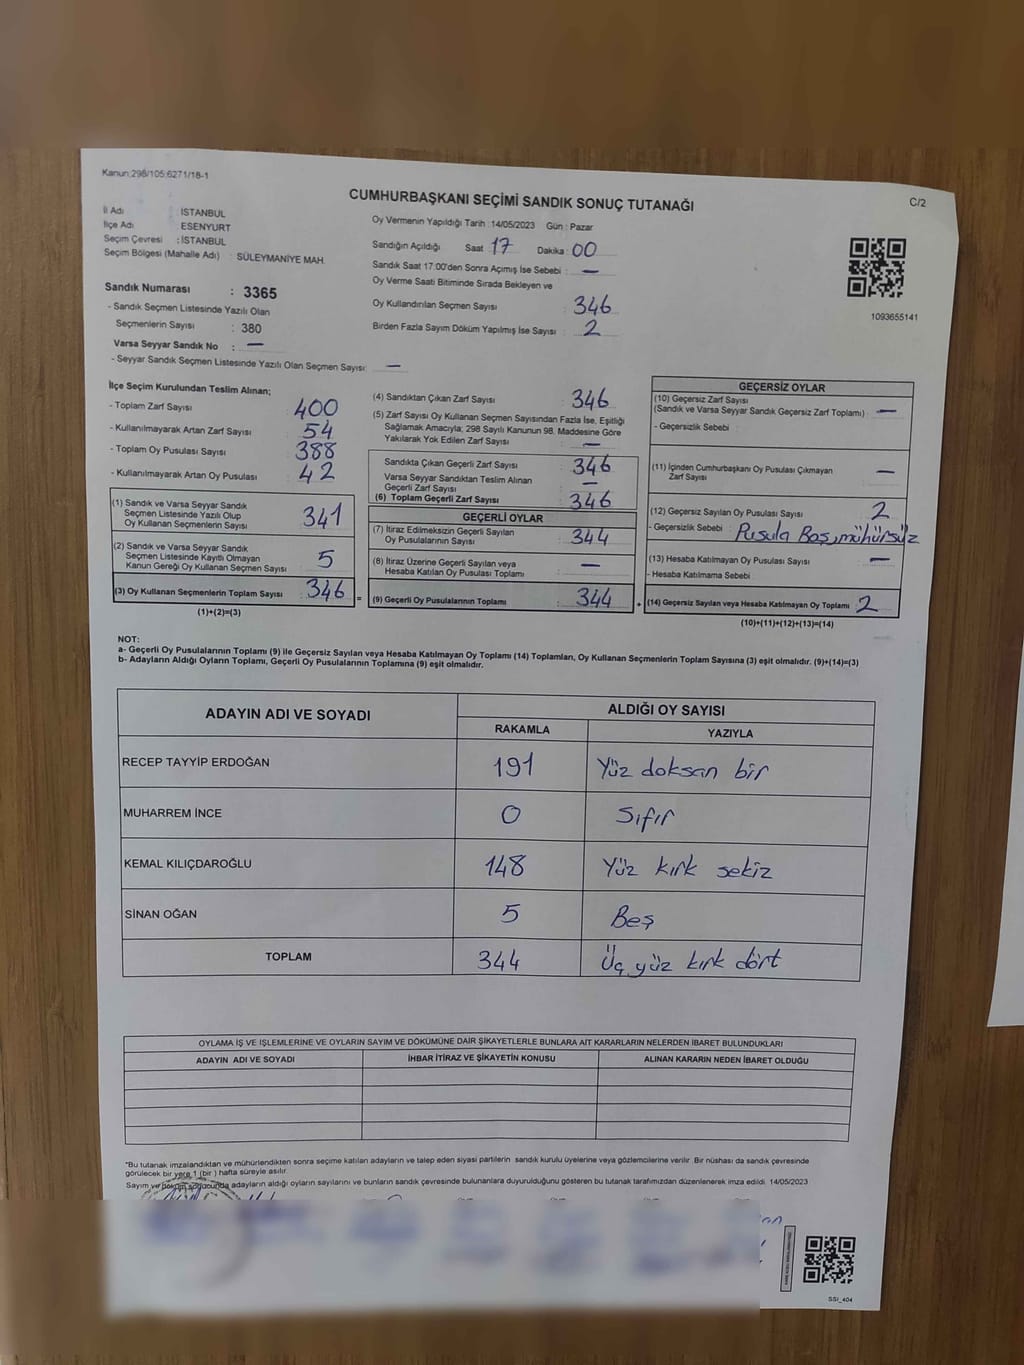 Kanun:298/105:6271/18-1
CUMHURBAŞKANI SEÇİMİ SANDIK SONUÇ TUTANAĞI
C/2
İl Adı : İSTANBUL
İlçe Adı : ESENYURT
Seçim Çevresi : İSTANBUL
Seçim Bölgesi (Mahalle Adı) : SÜLEYMANİYE MAH.
Sandık Numarası : 3365
- Sandık Seçmen Listesinde Yazılı Olan
Seçmenlerin Sayısı : 380
Varsa Seyyar Sandık No : —
- Seyyar Sandık Seçmen Listesinde Yazılı Olan Seçmen Sayısı: —
Oy Vermenin Yapıldığı Tarih :14/05/2023 Gün : Pazar
Sandığın Açıldığı Saat 17 Dakika : 00
Sandık Saat 17:00'den Sonra Açımış İse Sebebi : —
Oy Verme Saati Bitiminde Sırada Bekleyen ve
Oy Kullandırılan Seçmen Sayısı 346
Birden Fazla Sayım Döküm Yapılmış İse Sayısı : 2
1093655141
İlçe Seçim Kurulundan Teslim Alınan;
- Toplam Zarf Sayısı 400
- Kullanılmayarak Artan Zarf Sayısı : 54
- Toplam Oy Pusulası Sayısı : 388
- Kullanılmayarak Artan Oy Pusulası : 42
(1) Sandık ve Varsa Seyyar Sandık
Seçmen Listesinde Yazılı Olup
Oy Kullanan Seçmenlerin Sayısı : 341
(2) Sandık ve Varsa Seyyar Sandık
Seçmen Listesinde Kayıtlı Olmayan
Kanun Gereği Oy Kullanan Seçmen Sayısı : 5
(3) Oy Kullanan Seçmenlerin Toplam Sayısı : 346 =
(1)+(2)=(3)
(4) Sandıktan Çıkan Zarf Sayısı : 346
(5) Zarf Sayısı Oy Kullanan Seçmen Sayısından Fazla İse, Eşitliği
Sağlamak Amacıyla; 298 Sayılı Kanunun 98. Maddesine Göre
Yakılarak Yok Edilen Zarf Sayısı : —
Sandıkta Çıkan Geçerli Zarf Sayısı : 346
Varsa Seyyar Sandıktan Teslim Alınan
Geçerli Zarf Sayısı : —
(6) Toplam Geçerli Zarf Sayısı : 346
GEÇERLİ OYLAR
(7) İtiraz Edilmeksizin Geçerli Sayılan
Oy Pusulalarının Sayısı : 344
(8) İtiraz Üzerine Geçerli Sayılan veya
Hesaba Katılan Oy Pusulası Toplamı : —
(9) Geçerli Oy Pusulalarının Toplamı : 344 +
GEÇERSİZ OYLAR
(10) Geçersiz Zarf Sayısı
(Sandık ve Varsa Seyyar Sandık Geçersiz Zarf Toplamı) : —
- Geçersizlik Sebebi :
(11) İçinden Cumhurbaşkanı Oy Pusulası Çıkmayan
Zarf Sayısı : —
(12) Geçersiz Sayılan Oy Pusulası Sayısı : 2
- Geçersizlik Sebebi : Pusula Boş, mühürsüz
(13) Hesaba Katılmayan Oy Pusulası Sayısı : —
- Hesaba Katılmama Sebebi
(14) Geçersiz Sayılan veya Hesaba Katılmayan Oy Toplamı : 2
(10)+(11)+(12)+(13)=(14)
NOT:
a- Geçerli Oy Pusulalarının Toplamı (9) ile Geçersiz Sayılan veya Hesaba Katılmayan Oy Toplamı (14) Toplamları, Oy Kullanan Seçmenlerin Toplam Sayısına (3) eşit olmalıdır. (9)+(14)=(3)
b- Adayların Aldığı Oyların Toplamı, Geçerli Oy Pusulalarının Toplamına (9) eşit olmalıdır.
ADAYIN ADI VE SOYADI
ALDIĞI OY SAYISI
RAKAMLA YAZIYLA
RECEP TAYYİP ERDOĞAN 191 Yüz doksan bir
MUHARREM İNCE 0 Sıfır
KEMAL KILIÇDAROĞLU 148 Yüz kırk sekiz
SİNAN OĞAN 5 Beş
TOPLAM 344 Üç yüz kırk dört
OYLAMA İŞ VE İŞLEMLERİNE VE OYLARIN SAYIM VE DÖKÜMÜNE DAİR ŞİKAYETLERLE BUNLARA AİT KARARLARIN NELERDEN İBARET BULUNDUKLARI
ADAYIN ADI VE SOYADI İHBAR İTİRAZ VE ŞİKAYETİN KONUSU ALINAN KARARIN NEDEN İBARET OLDUĞU
*Bu tutanak imzalandıktan ve mühürlendikten sonra seçime katılan adayların ve talep eden siyasi partilerin sandık kurulu üyelerine veya gözlemcilerine verilir. Bir nüshası da sandık çevresinde
görülecek bir yere 1 (bir ) hafta süreyle asılır.
Sayım ve döküm sonucunda adayların aldığı oyların sayılarını ve bunların sandık çevresinde bulunanlara duyurulduğunu gösteren bu tutanak tarafımızdan düzenlenerek imza edildi. 14/05/2023
SSI_404